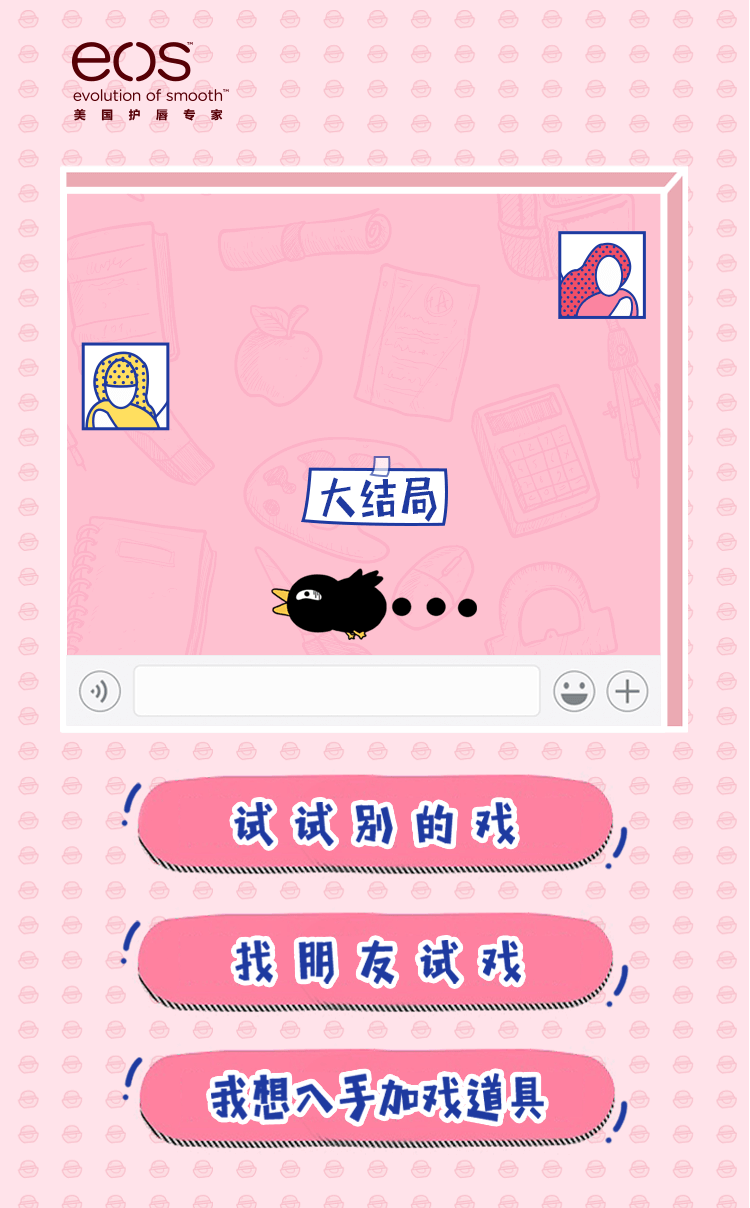 eos™
evolution of smooth™
美国护唇专家
大结局
试试别的戏
找朋友试戏
我想入手加戏道具